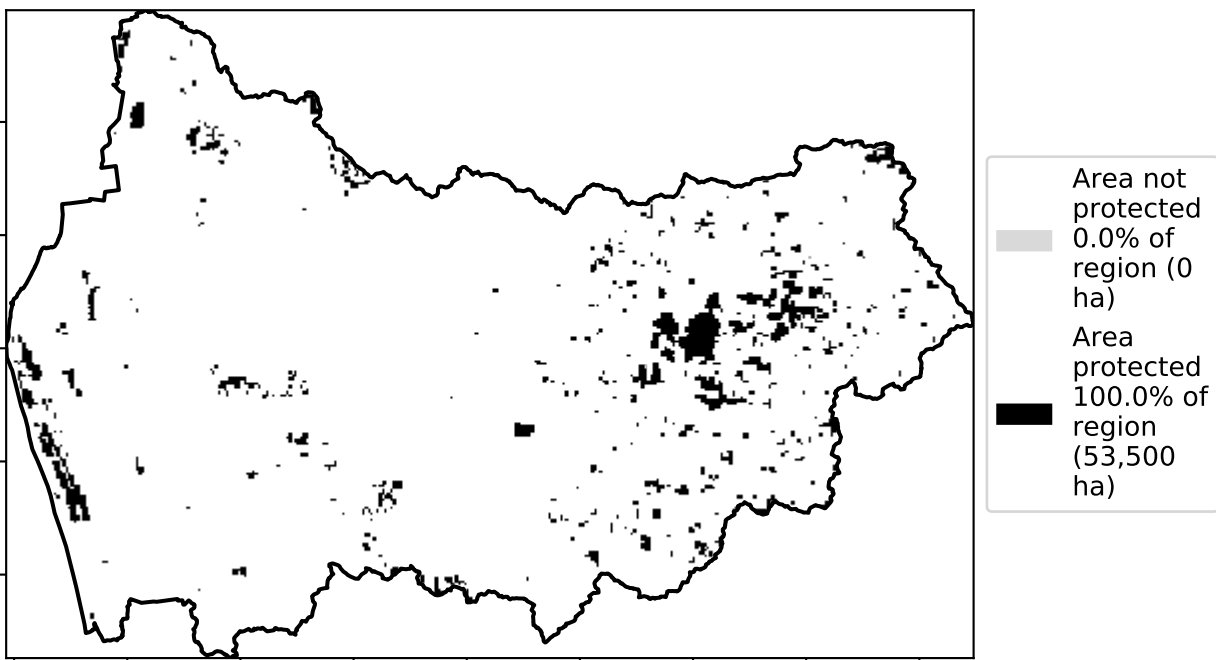 Area not
protected
0.0% of
region (0
ha)
Area
protected
100.0% of
region
(53,500
ha)